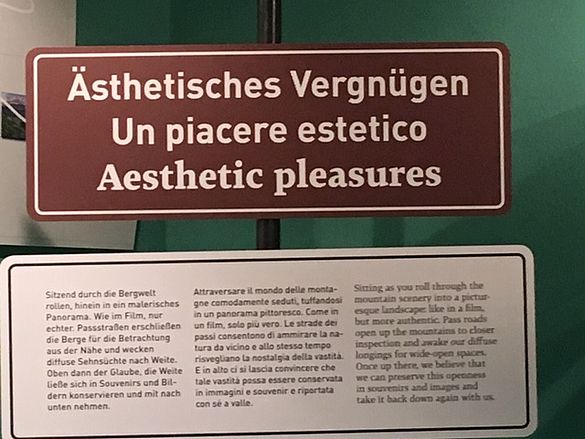 Ästhetisches Vergnügen
Un piacere estetico
Aesthetic pleasures
Sitzend durch die Bergwelt
rollen, hinein in ein malerisches
Panorama. Wie im Film, nur
echter. Passstraßen erschließen
die Berge für die Betrachtung
aus der Nähe und wecken
diffuse Sehnsüchte nach Weite.
Oben dann der Glaube, die Weite
ließe sich in Souvenirs und Bil-
dern konservieren und mit nach
unten nehmen.
Attraversare il mondo delle monta-
gne comodamente seduti, tuffandosi
in un panorama pittoresco. Come in
un film, solo più vero. Le strade dei
passi consentono di ammirare la na-
tura da vicino e allo stesso tempo
risvegliano la nostalgia della vastità.
E in alto ci si lascia convincere che
tale vastità possa essere conservata
in immagini e souvenir e riportata
con sé a valle.
Sitting as you roll through the
mountain scenery into a pictur-
esque landscape: like in a film,
but more authentic. Pass roads
open up the mountains to closer
inspection and awake our diffuse
longings for wide-open spaces.
Once up there, we believe that
we can preserve this openness
in souvenirs and images and
take it back down again with us.